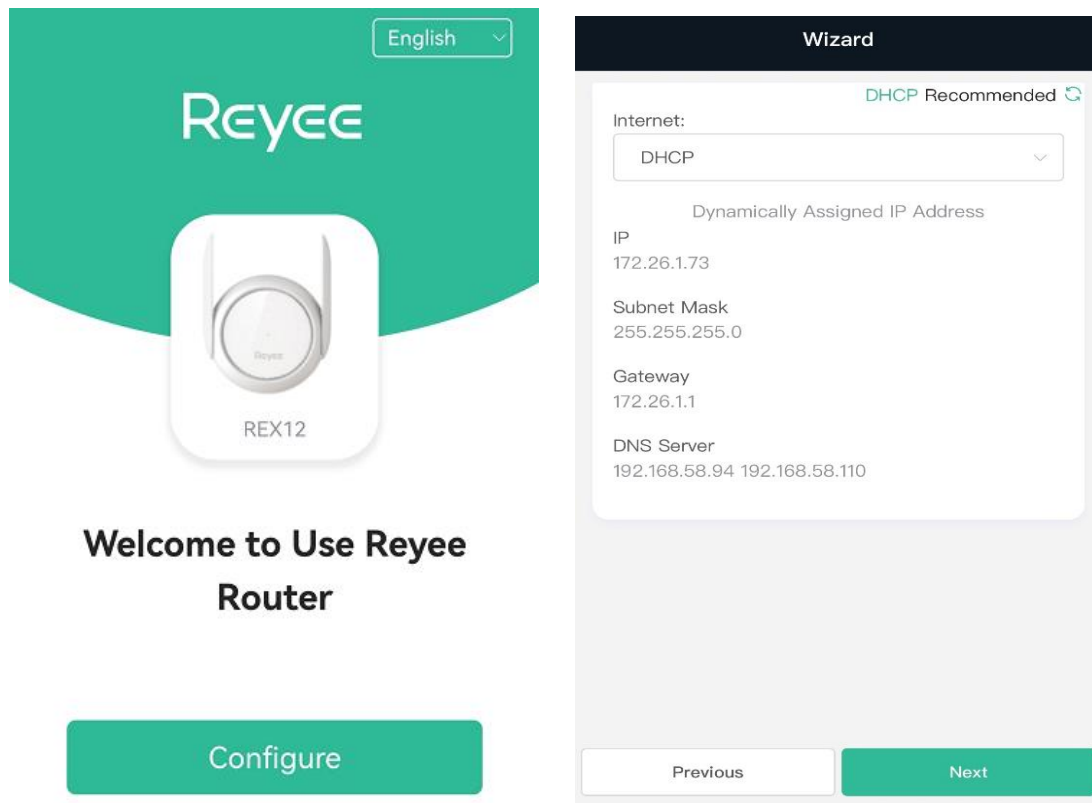 English
Reyee
Reyee
REX12
Welcome to Use Reyee
Router
Configure
Wizard
DHCP Recommended
Internet:
DHCP
Dynamically Assigned IP Address
IP
172.26.1.73
Subnet Mask
255.255.255.0
Gateway
172.26.1.1
DNS Server
192.168.58.94 192.168.58.110
Previous
Next